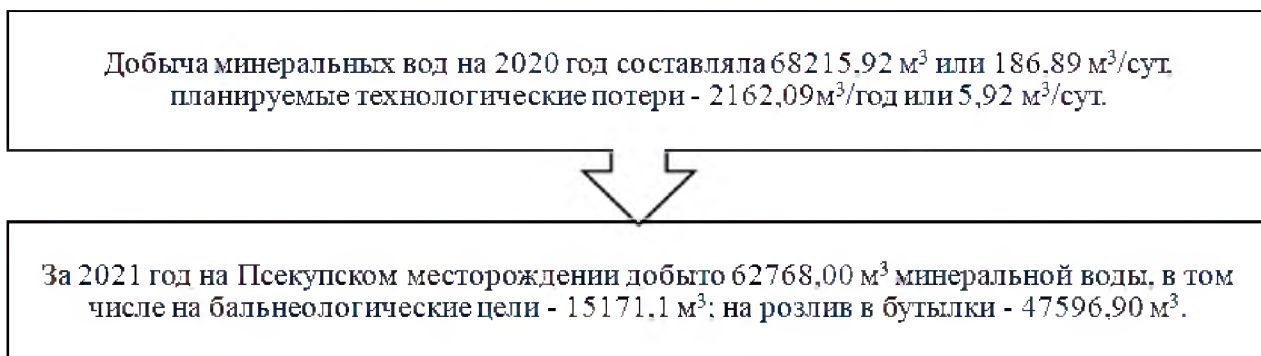 Добыча минеральных вод на 2020 год составляла 68215,92 м³ или 186,89 м³/сут,
планируемые технологические потери - 2162,09м³/год или 5,92 м³/сут.
За 2021 год на Псекупском месторождении добыто 62768,00 м³ минеральной воды, в том
числе на бальнеологические цели - 15171,1 м³; на розлив в бутылки - 47596,90 м³.